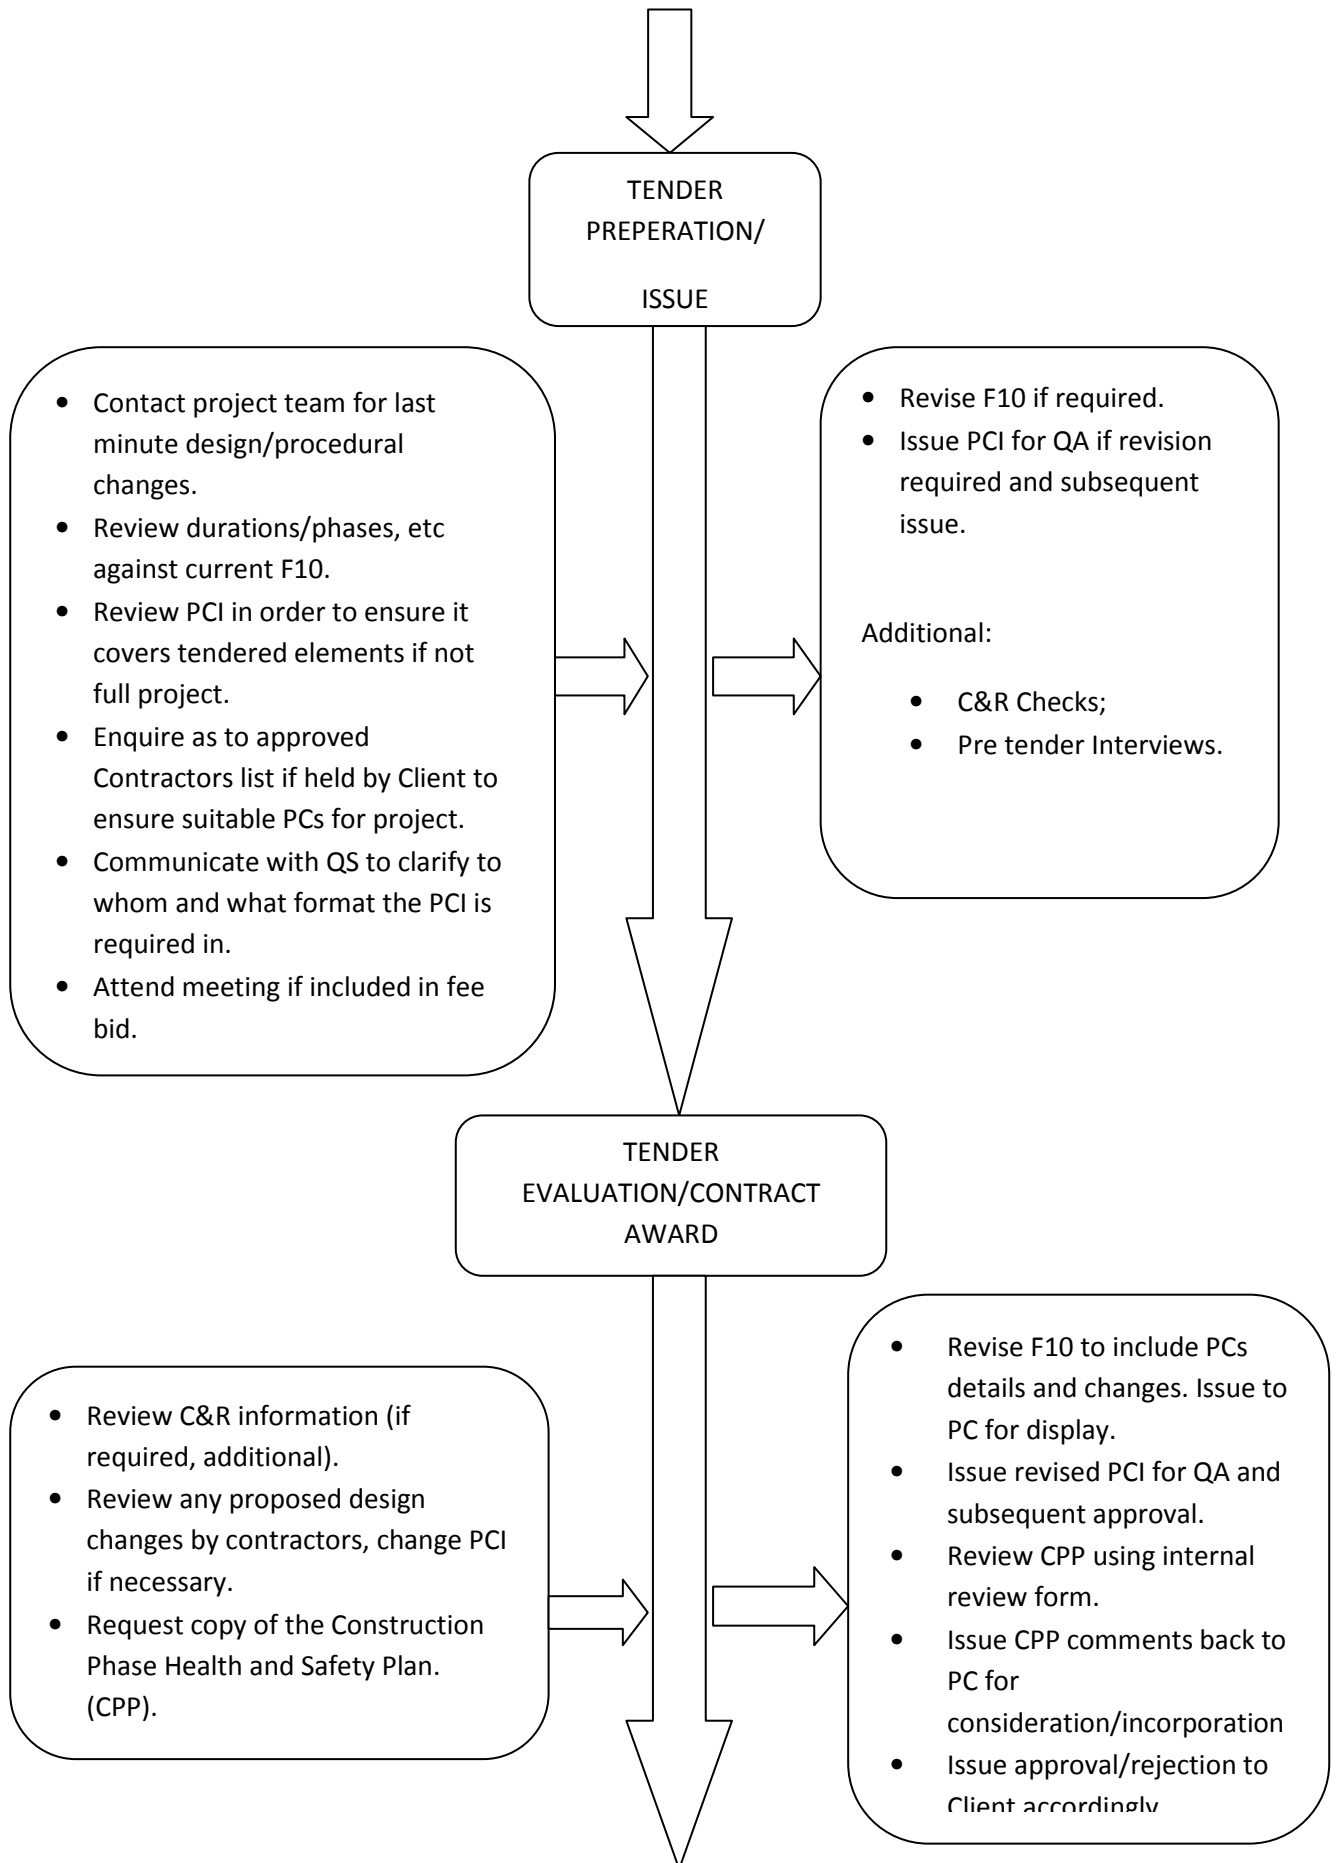 TENDER
PREPERATION/
ISSUE
• Contact project team for last
minute design/procedural
changes.
• Review durations/phases, etc
against current F10.
• Review PCI in order to ensure it
covers tendered elements if not
full project.
• Enquire as to approved
Contractors list if held by Client to
ensure suitable PCs for project.
• Communicate with QS to clarify to
whom and what format the PCI is
required in.
• Attend meeting if included in fee
bid.
• Revise F10 if required.
• Issue PCI for QA if revision
required and subsequent
issue.
Additional:
• C&R Checks;
• Pre tender Interviews.
TENDER
EVALUATION/CONTRACT
AWARD
• Review C&R information (if
required, additional).
• Review any proposed design
changes by contractors, change PCI
if necessary.
• Request copy of the Construction
Phase Health and Safety Plan.
(CPP).
• Revise F10 to include PCs
details and changes. Issue to
PC for display.
• Issue revised PCI for QA and
subsequent approval.
• Review CPP using internal
review form.
• Issue CPP comments back to
PC for
consideration/incorporation
• Issue approval/rejection to
Client accordingly